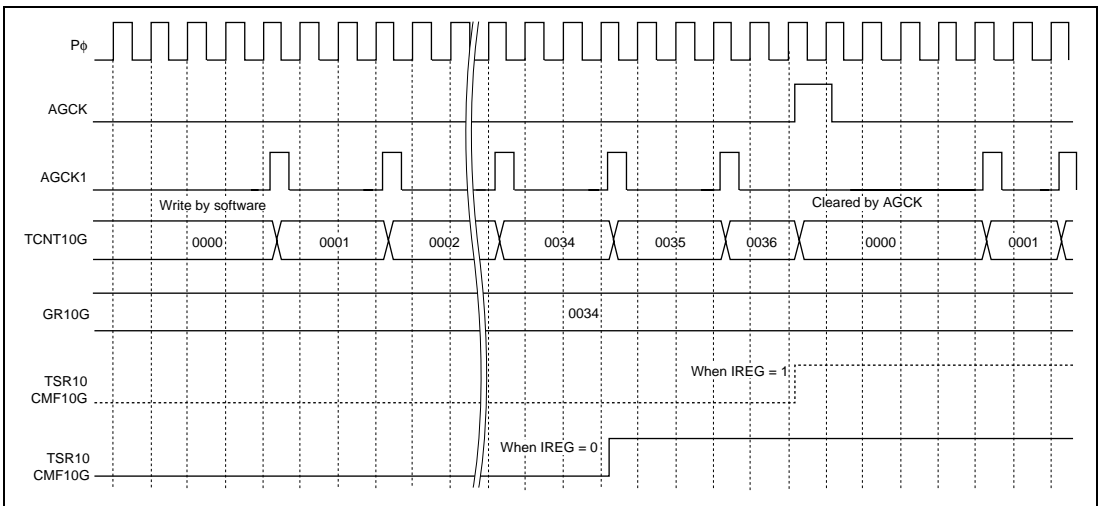 Pφ
AGCK
AGCK1
Write by software
Cleared by AGCK
TCNT10G
0000 0001 0002 0034 0035 0036 0000 0001
GR10G
0034
When IREG = 1
TSR10
CMF10G
When IREG = 0
TSR10
CMF10G